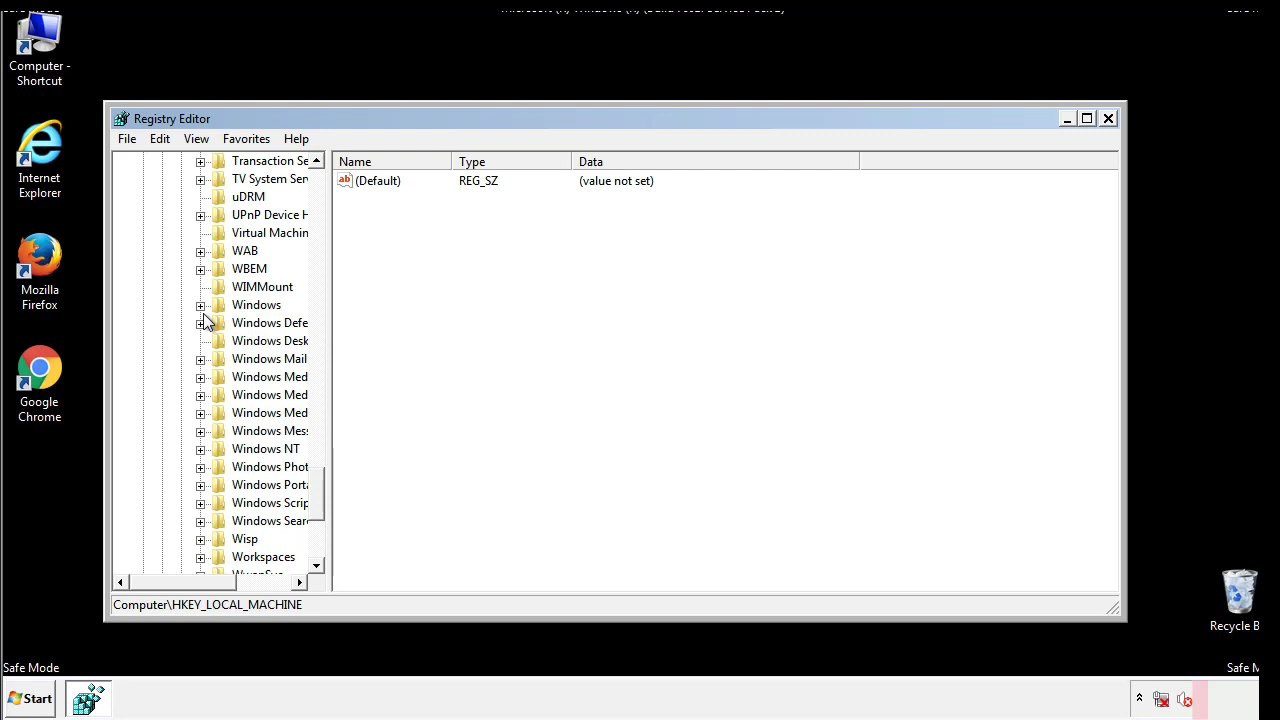 Computer -
Shortcut
Internet
Explorer
Mozilla
Firefox
Google
Chrome
Registry Editor
File Edit View Favorites Help
Transaction Se
TV System Serv
uDRM
UPnP Device H
Virtual Machin
WAB
WBEM
WIMMount
Windows
Windows Defe
Windows Desk
Windows Mail
Windows Med
Windows Med
Windows Med
Windows Mess
Windows NT
Windows Phot
Windows Porta
Windows Scrip
Windows Sear
Wisp
Workspaces
Name Type Data
ab (Default) REG_SZ (value not set)
Computer\HKEY_LOCAL_MACHINE
Recycle B
Safe Mode
Safe M
Start